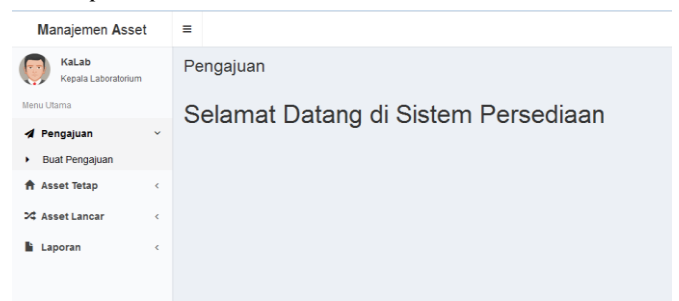 Manajemen Asset
KaLab
Kepala Laboratorium
Menu Utama
Pengajuan
Buat Pengajuan
Asset Tetap
Asset Lancar
Laporan
Pengajuan
Selamat Datang di Sistem Persediaan